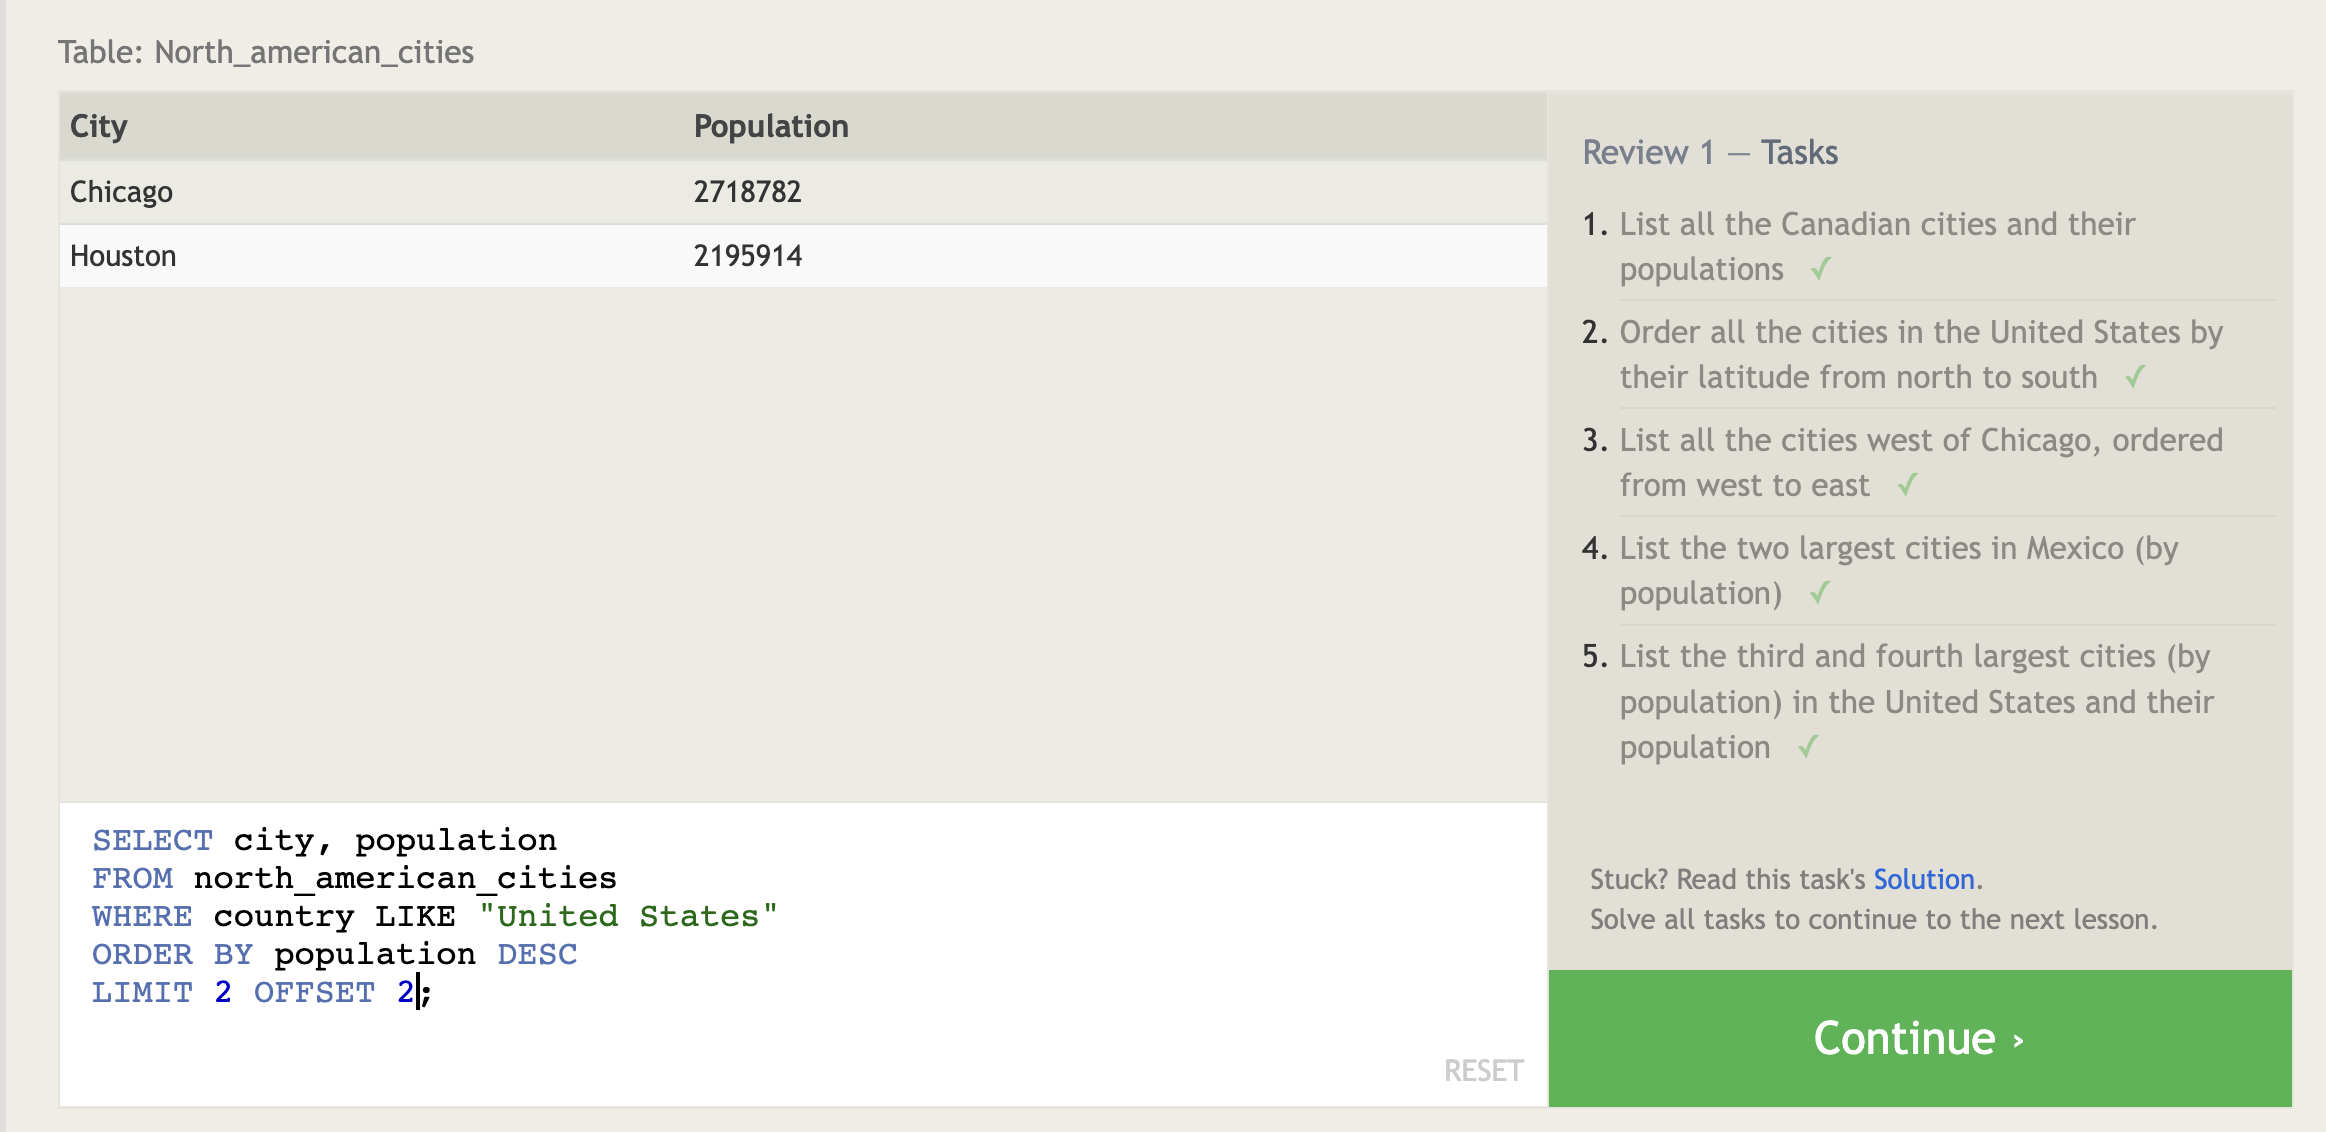 Table: North_american_cities
City Population
Chicago 2718782
Houston 2195914
SELECT city, population
FROM north_american_cities
WHERE country LIKE "United States"
ORDER BY population DESC
LIMIT 2 OFFSET 2;
RESET
Review 1 — Tasks
1. List all the Canadian cities and their
populations ✓
2. Order all the cities in the United States by
their latitude from north to south ✓
3. List all the cities west of Chicago, ordered
from west to east ✓
4. List the two largest cities in Mexico (by
population) ✓
5. List the third and fourth largest cities (by
population) in the United States and their
population ✓
Stuck? Read this task's Solution.
Solve all tasks to continue to the next lesson.
Continue ›